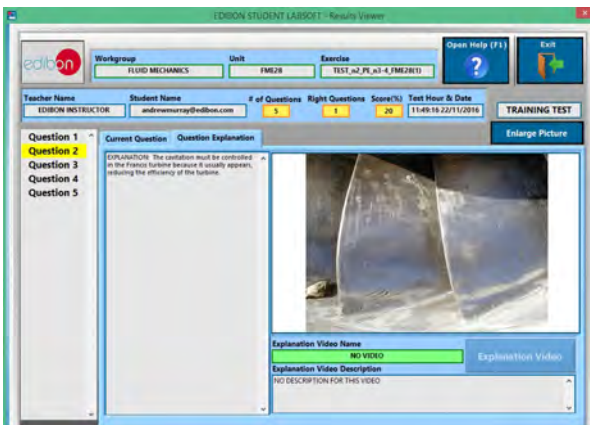 EDIBON STUDENT LABSOFT - Results Viewer
edibon
Workgroup
FLUID MECHANICS
Unit
FME28
Exercise
TEST_n2_PE_n3-4_FME28(1)
Open Help (F1)
?
Exit
Teacher Name
EDIBON INSTRUCTOR
Student Name
andrewmurray@edibon.com
# of Questions
5
Right Questions
1
Score(%)
20
Test Hour & Date
11:49:16 22/11/2016
TRAINING TEST
Enlarge Picture
Question 1
Question 2
Question 3
Question 4
Question 5
Current Question
Question Explanation
EXPLANATION: The cavitation must be controlled
in the Francis turbine because it usually appears,
reducing the efficiency of the turbine.
Explanation Video Name
NO VIDEO
Explanation Video
Explanation Video Description
NO DESCRIPTION FOR THIS VIDEO